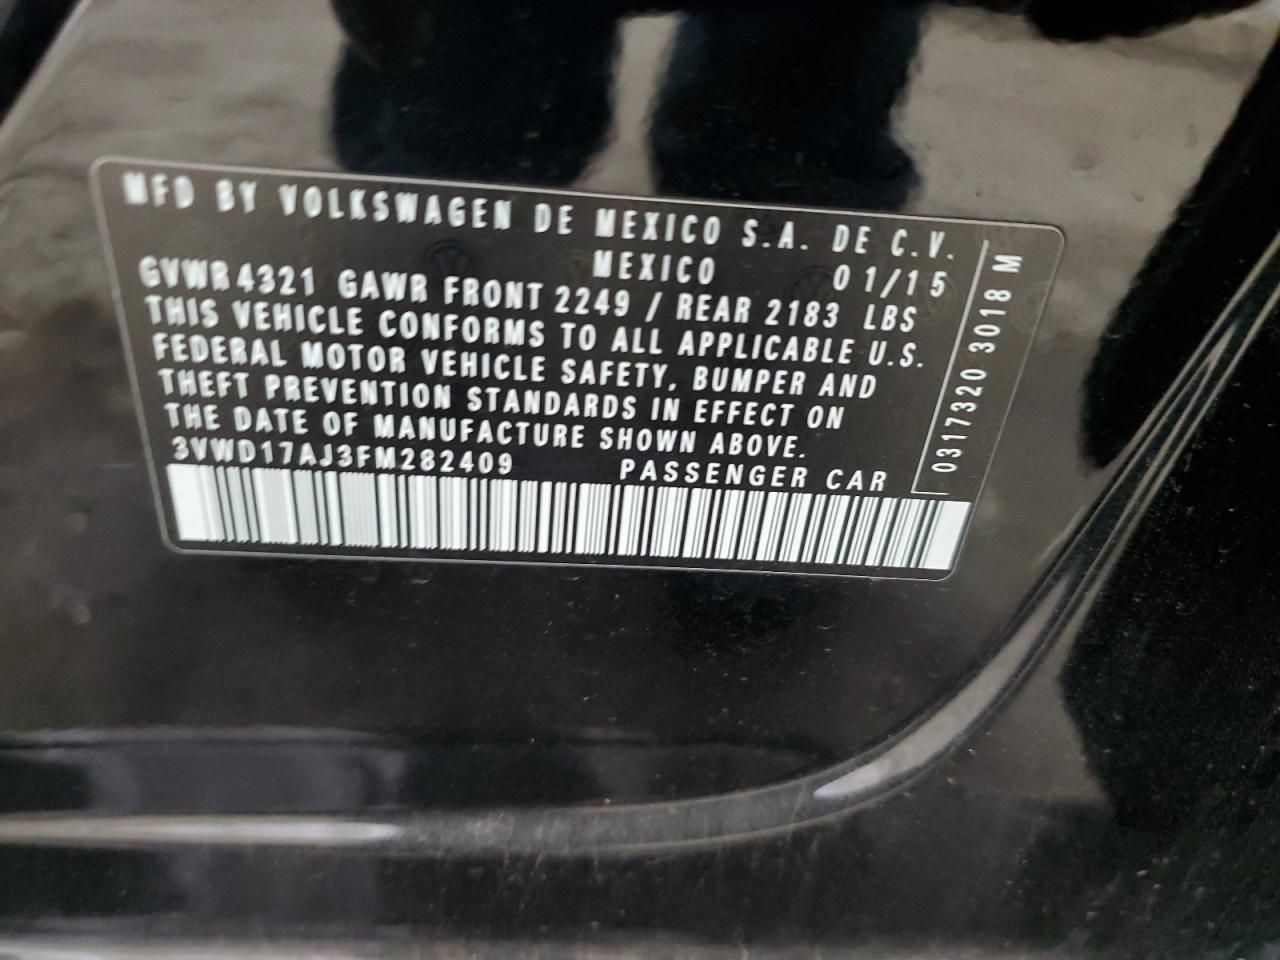 MFD BY VOLKSWAGEN DE MEXICO S.A. DE C.V.
MEXICO 01/15
GVWR 4321 GAWR FRONT 2249 / REAR 2183 LBS
THIS VEHICLE CONFORMS TO ALL APPLICABLE U.S.
FEDERAL MOTOR VEHICLE SAFETY, BUMPER AND
THEFT PREVENTION STANDARDS IN EFFECT ON
THE DATE OF MANUFACTURE SHOWN ABOVE.
3VWD17AJ3FM282409 PASSENGER CAR
0317320 3018 M